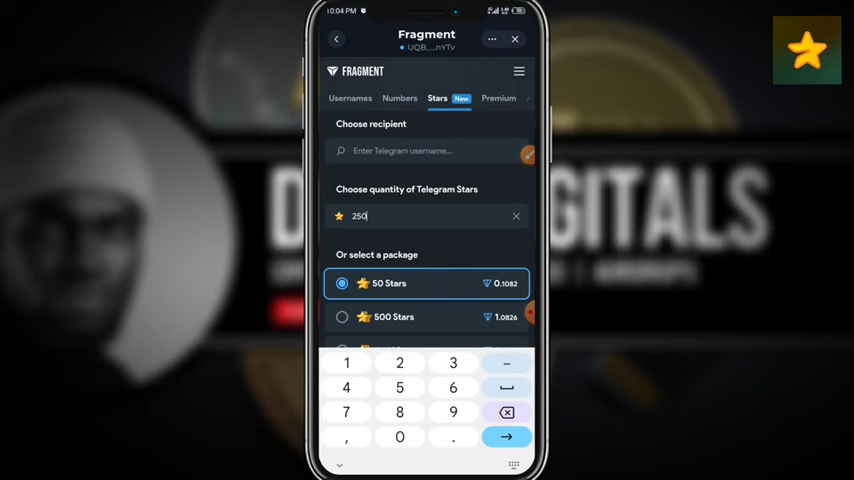 10:04 PM
Fragment
UQB_...nYTv
FRAGMENT
Usernames Numbers Stars New Premium
Choose recipient
Enter Telegram username...
Choose quantity of Telegram Stars
250
Or select a package
50 Stars 0.1082
500 Stars 1.0826
1 2 3 –
4 5 6
7 8 9
, 0 .
D
GITALS
AIRDROPS